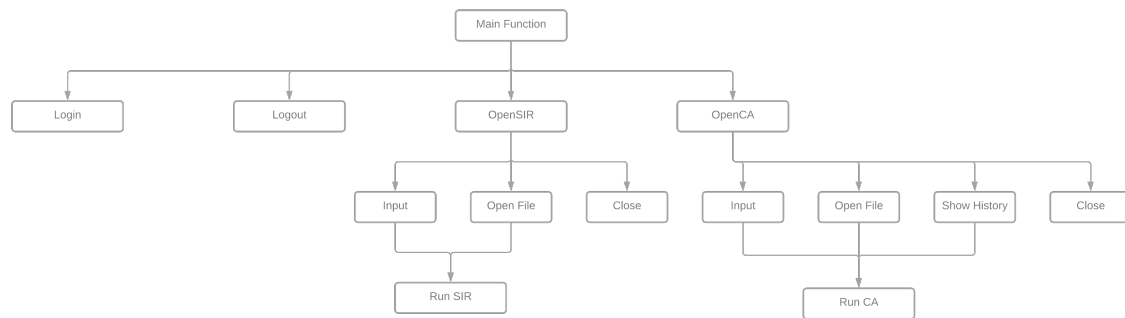 Main Function
Login
Logout
OpenSIR
OpenCA
Input
Open File
Close
Input
Open File
Show History
Close
Run SIR
Run CA